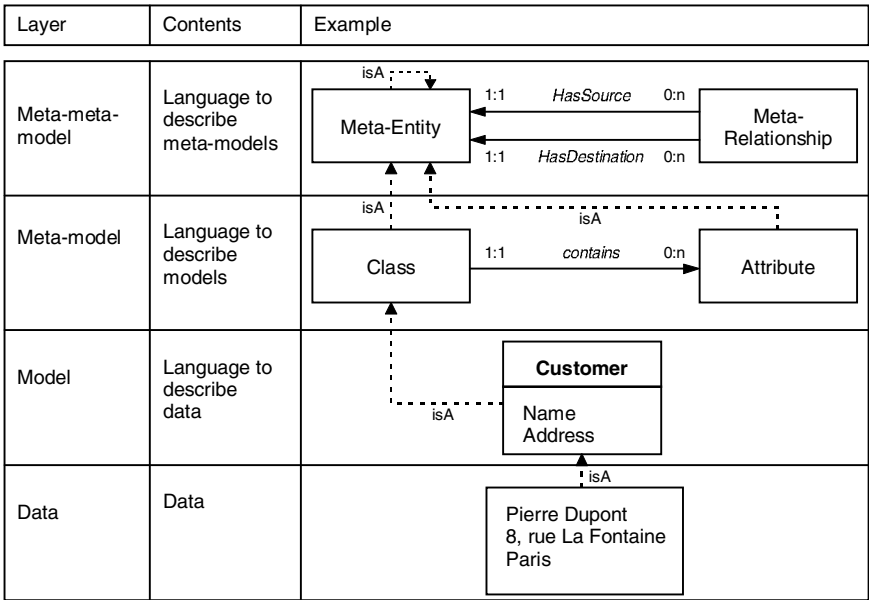 Layer Contents Example
isA
1:1 HasSource 0:n
Meta-meta-
model
Language to
describe
meta-models
Meta-Entity
Meta-
Relationship
1:1 HasDestination 0:n
isA
isA
Meta-model
Language to
describe
models
1:1 contains 0:n
Class
Attribute
Model
Language to
describe
data
Customer
isA
Name
Address
isA
Data
Data
Pierre Dupont
8, rue La Fontaine
Paris